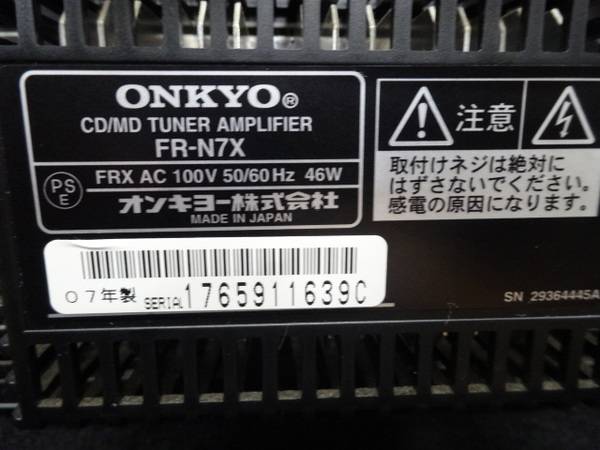 ONKYO®
CD/MD TUNER AMPLIFIER
FR-N7X
PS
E
FRX AC 100V 50/60Hz 46W
オンキヨー株式会社
MADE IN JAPAN
注意
取付けネジは絶対に
はずさないでください。
感電の原因になります。
07年製 SERIAL 1765911639C
SN 29364445A